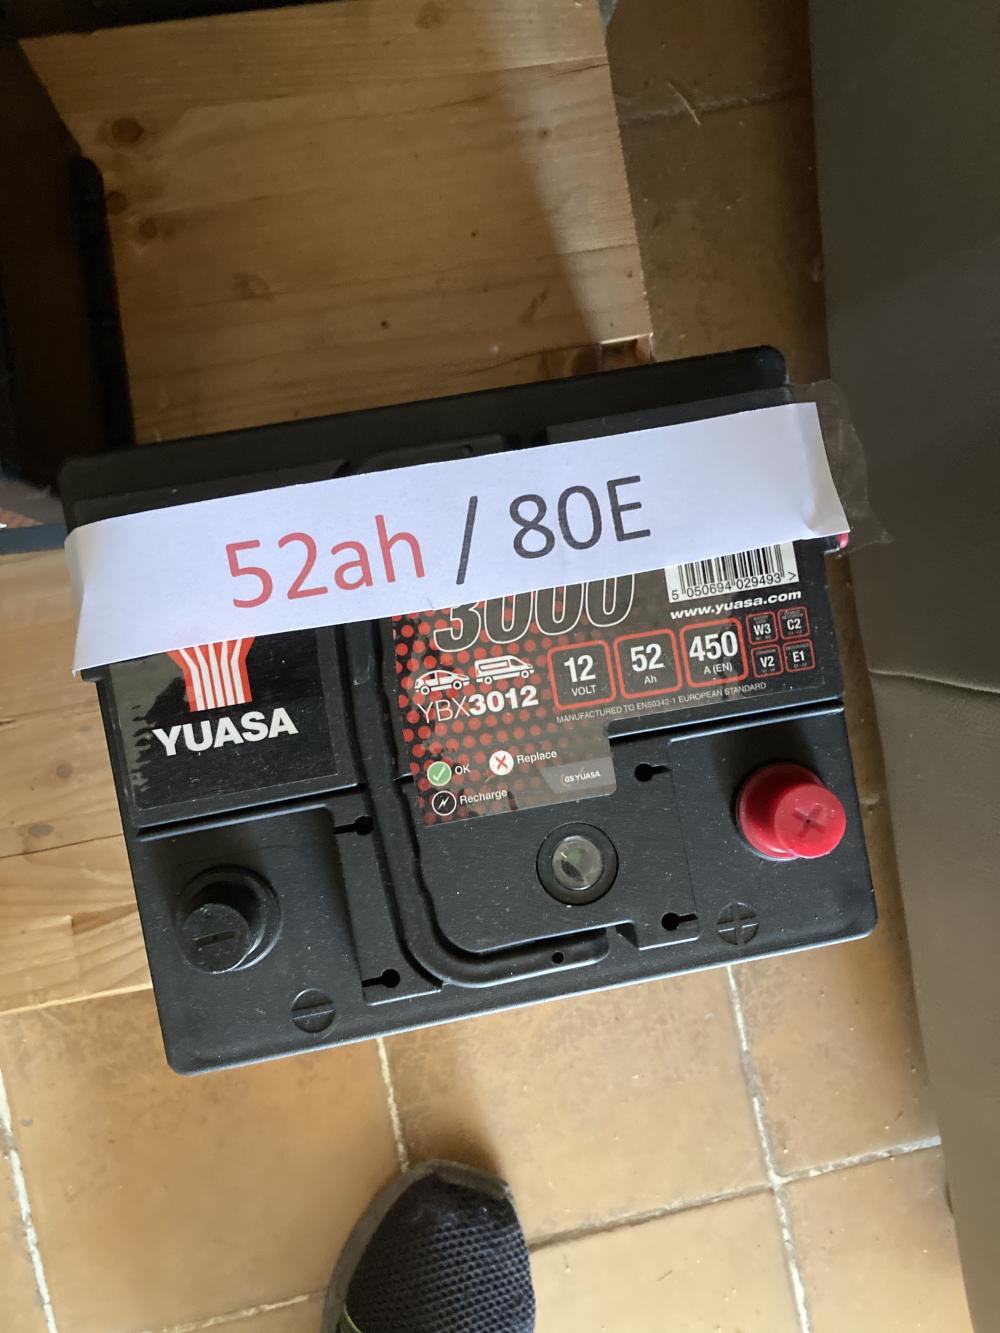 52ah / 80E
3000
5 050694 029493 >
www.yuasa.com
12 VOLT
52 Ah
450 A (EN)
W3
C2
V2
E1
YBX3012
MANUFACTURED TO EN50342-1 EUROPEAN STANDARD
YUASA
OK
Replace
Recharge
GS YUASA